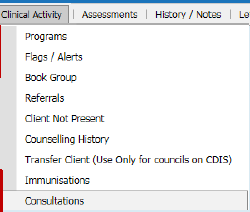 Clinical Activity | Assessments | History / Notes | Le
Programs
Flags / Alerts
Book Group
Referrals
Client Not Present
Counselling History
Transfer Client (Use Only for councils on CDIS)
Immunisations
Consultations